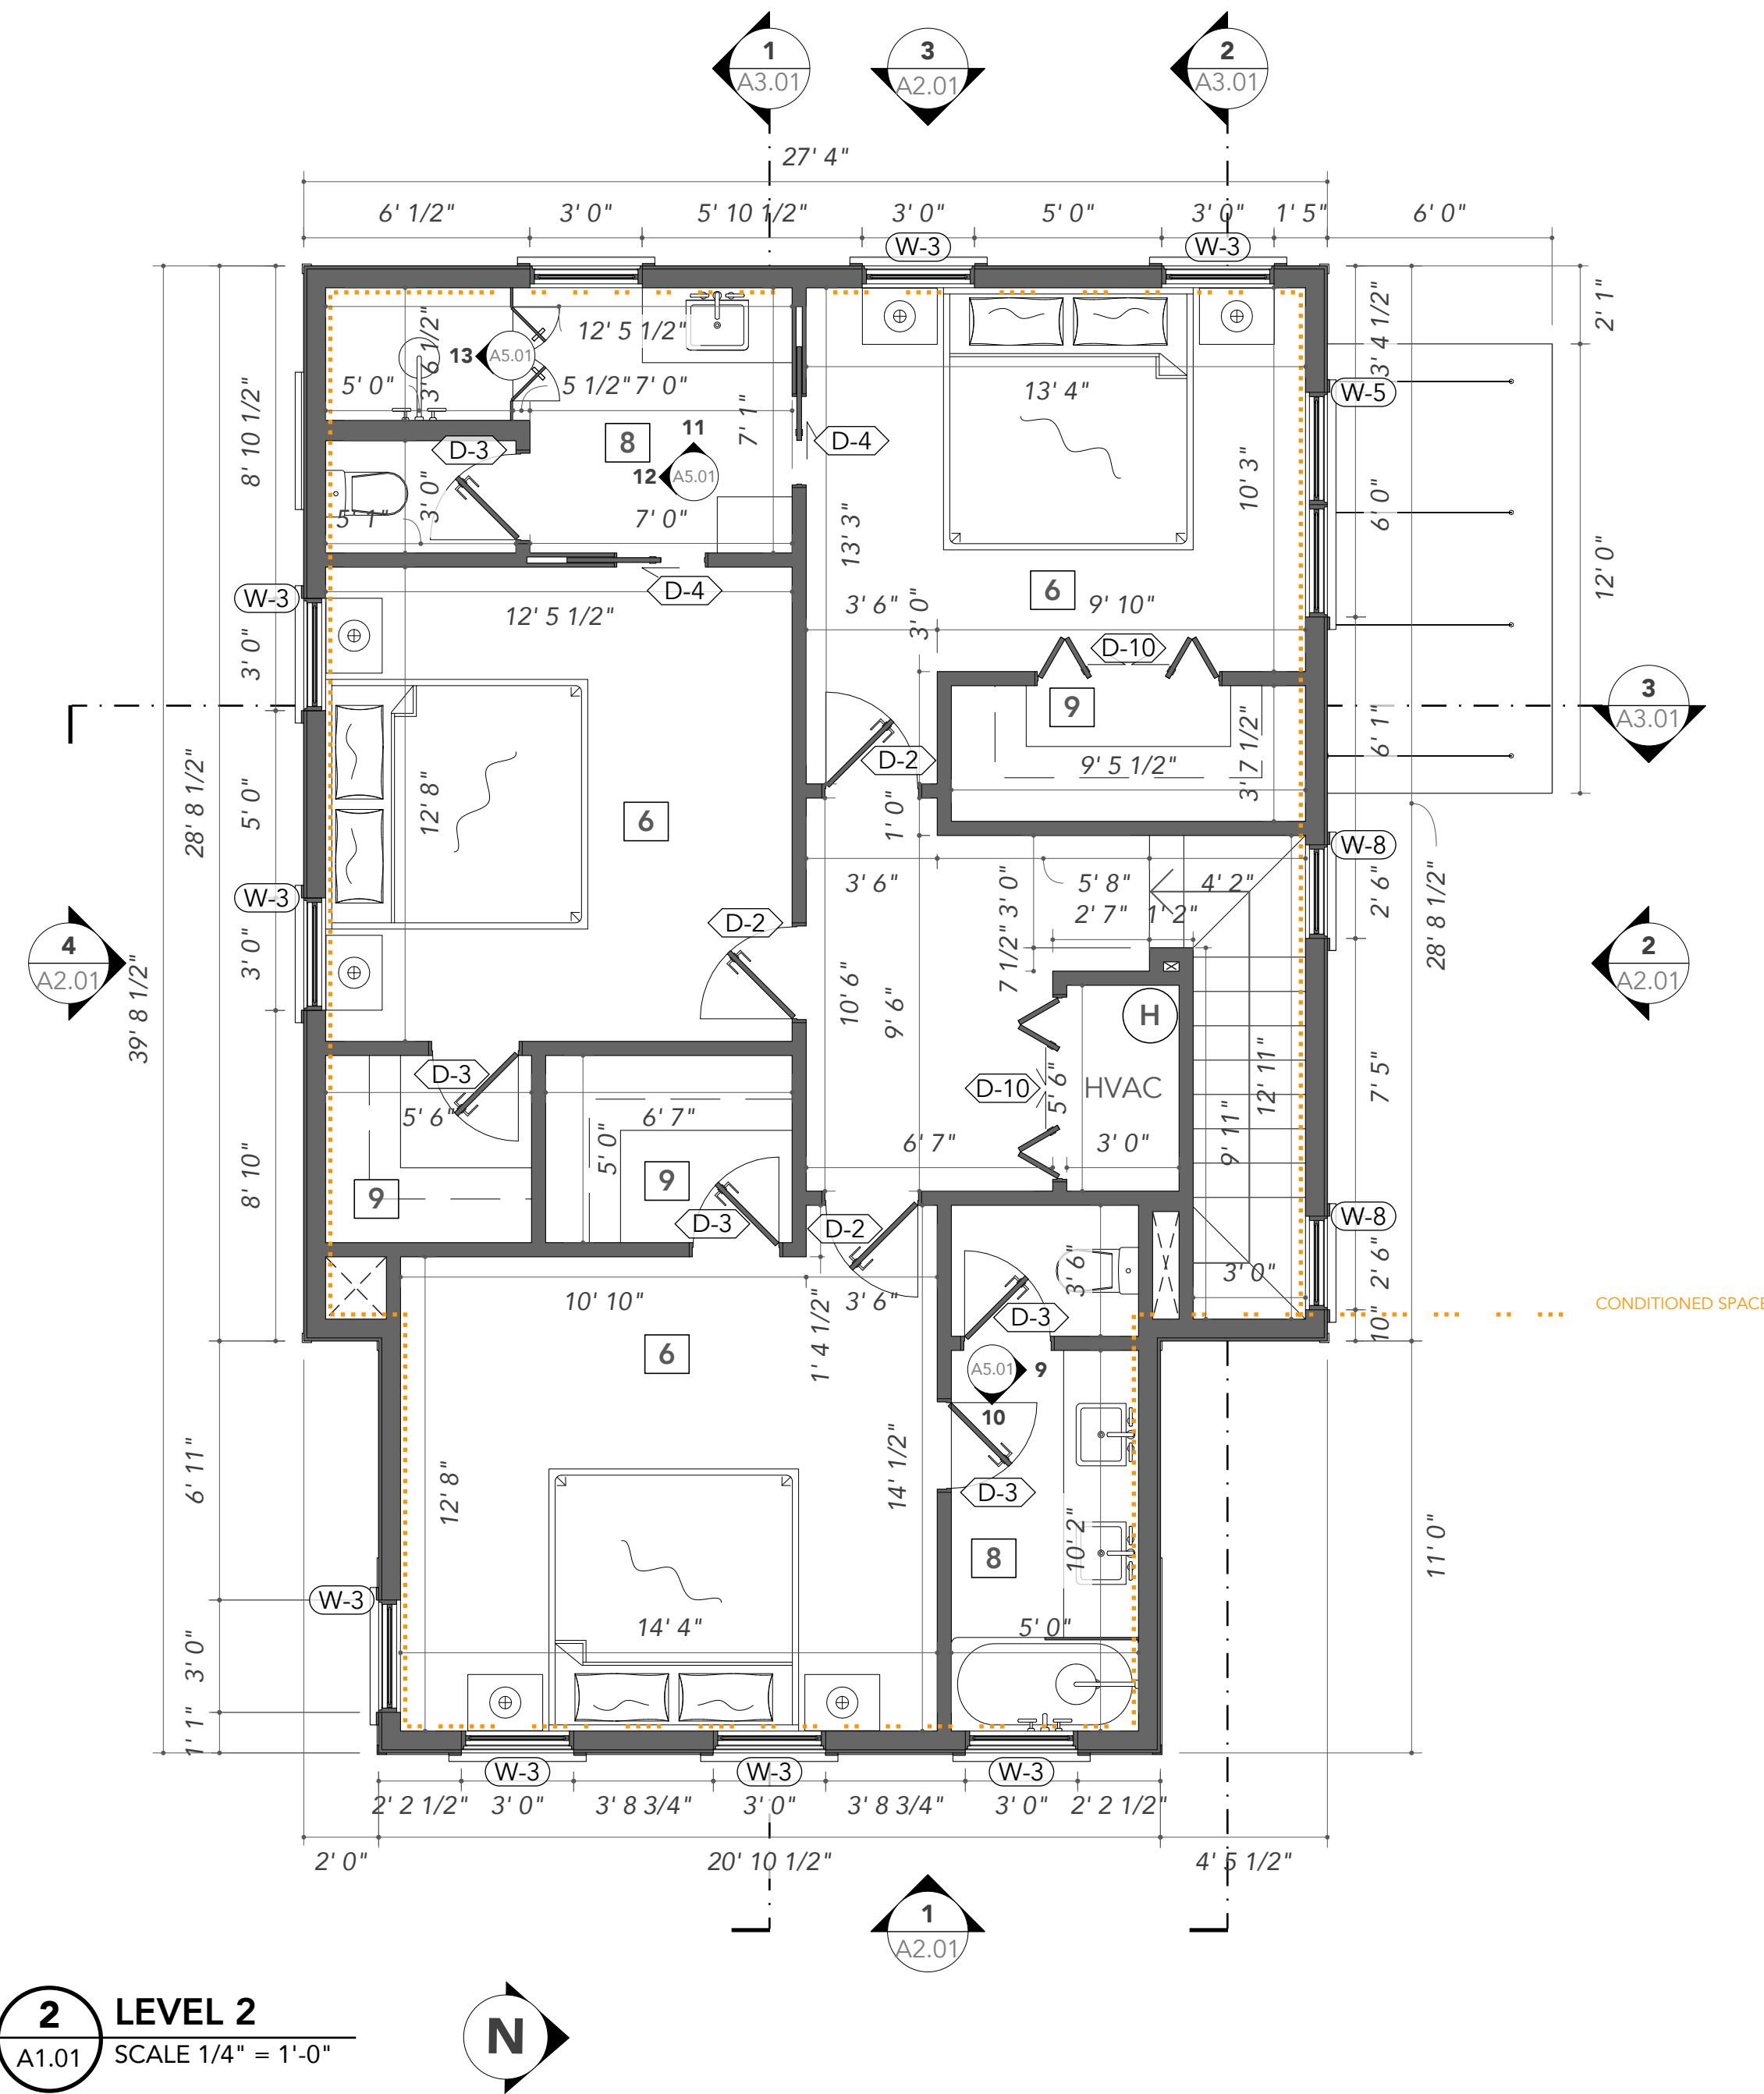 1
A3.01
3
A2.01
2
A3.01
27' 4"
6' 1/2"
3' 0"
5' 10 1/2"
3' 0"
5' 0"
3' 0"
1' 5"
6' 0"
W-3
W-3
12' 5 1/2"
3' 6 1/2"
13
A5.01
5' 0"
5 1/2"
7' 0"
7' 1"
13' 4"
W-5
3' 4 1/2"
2' 1"
8' 10 1/2"
D-3
8
11
12
A5.01
D-4
5' 1"
3' 0"
7' 0"
13' 3"
10' 3"
6' 0"
12' 0"
D-4
W-3
12' 5 1/2"
3' 6"
3' 0"
6
9' 10"
D-10
3' 0"
9
3
A3.01
D-2
9' 5 1/2"
3' 7 1/2"
6' 1"
28' 8 1/2"
5' 0"
12' 8"
6
1' 0"
W-8
W-3
3' 6"
5' 8"
4' 2"
2' 7"
1' 2"
3' 0"
7 1/2"
2' 6"
28' 8 1/2"
D-2
4
A2.01
39' 8 1/2"
3' 0"
2
A2.01
10' 6"
9' 6"
H
D-3
D-10
5' 6"
HVAC
12' 11"
7' 5"
5' 6"
6' 7"
5' 0"
6' 7"
3' 0"
9' 11"
8' 10"
9
9
D-3
D-2
W-8
3' 6"
3' 0"
2' 6"
10' 10"
3' 6"
1' 4 1/2"
D-3
10"
CONDITIONED SPACE
6
A5.01
9
10
6' 11"
12' 8"
14' 1/2"
D-3
8
10' 2"
11' 0"
W-3
14' 4"
5' 0"
3' 0"
1' 1"
W-3
W-3
W-3
2' 2 1/2"
3' 0"
3' 8 3/4"
3' 0"
3' 8 3/4"
3' 0"
2' 2 1/2"
2' 0"
20' 10 1/2"
4' 5 1/2"
1
A2.01
2
A1.01
LEVEL 2
SCALE 1/4" = 1'-0"
N